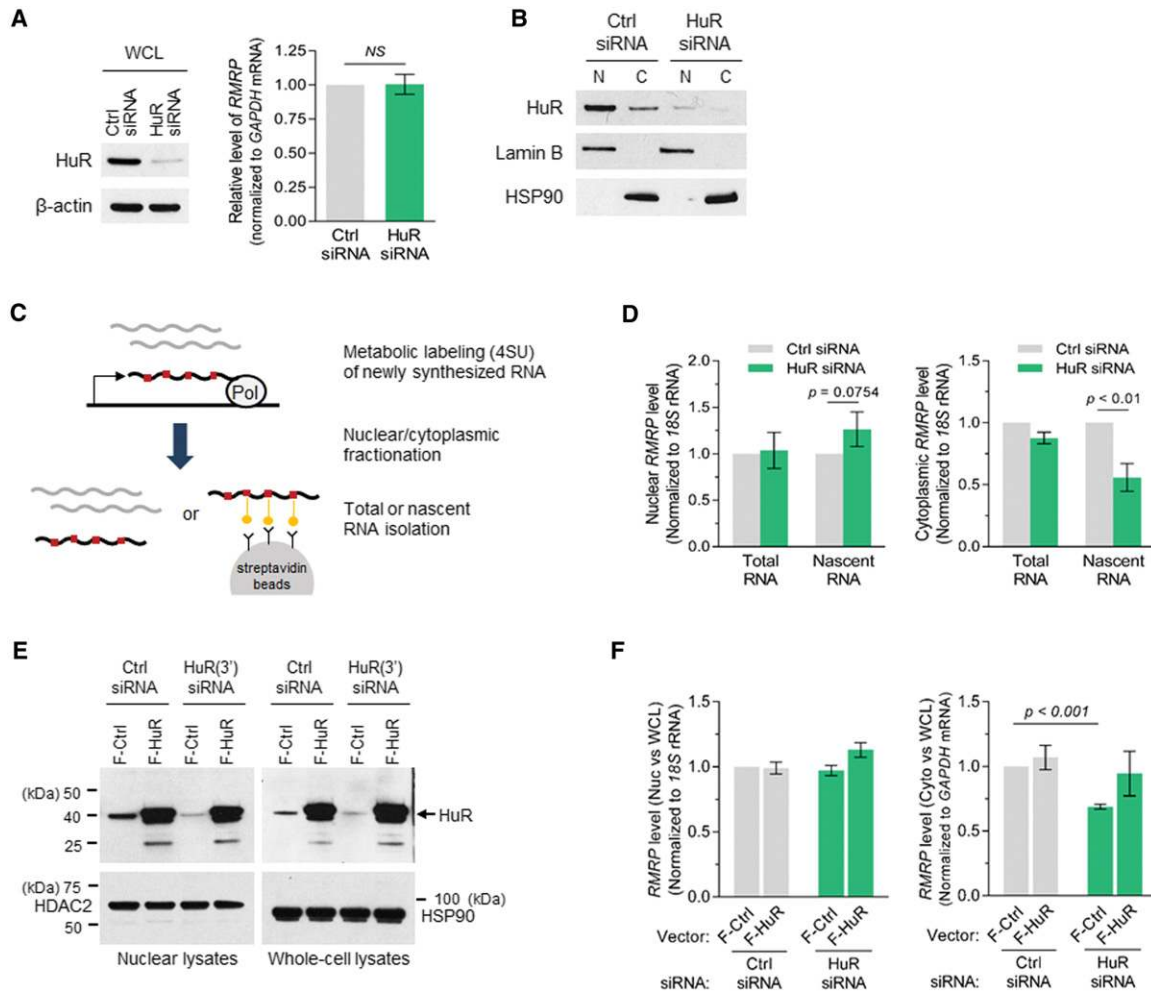 A
WCL
Ctrl
siRNA
HuR
siRNA
HuR
β-actin
Relative level of RMRP
(normalized to GAPDH mRNA)
1.25
1.00
0.75
0.50
0.25
0.00
NS
Ctrl
siRNA
HuR
siRNA
B
Ctrl
siRNA
HuR
siRNA
N C N C
HuR
Lamin B
HSP90
C
Pol
Metabolic labeling (4SU)
of newly synthesized RNA
Nuclear/cytoplasmic
fractionation
or
Total or nascent
RNA isolation
streptavidin
beads
D
Ctrl siRNA
HuR siRNA
Nuclear RMRP level
(Normalized to 18S rRNA)
2.0
1.5
1.0
0.5
0.0
p = 0.0754
Total
RNA
Nascent
RNA
Ctrl siRNA
HuR siRNA
Cytoplasmic RMRP level
(Normalized to 18S rRNA)
1.5
1.0
0.5
0.0
p < 0.01
Total
RNA
Nascent
RNA
E
Ctrl
siRNA
HuR(3')
siRNA
Ctrl
siRNA
HuR(3')
siRNA
F-Ctrl
F-HuR
F-Ctrl
F-HuR
F-Ctrl
F-HuR
F-Ctrl
F-HuR
(kDa) 50
40
25
HuR
(kDa) 75
HDAC2
50
100 (kDa)
HSP90
Nuclear lysates
Whole-cell lysates
F
RMRP level (Nuc vs WCL)
(Normalized to 18S rRNA)
1.5
1.0
0.5
0.0
Vector: F-Ctrl F-HuR F-Ctrl F-HuR
siRNA: Ctrl siRNA HuR siRNA
RMRP level (Cyto vs WCL)
(Normalized to GAPDH mRNA)
1.5
1.0
0.5
0.0
p < 0.001
Vector: F-Ctrl F-HuR F-Ctrl F-HuR
siRNA: Ctrl siRNA HuR siRNA